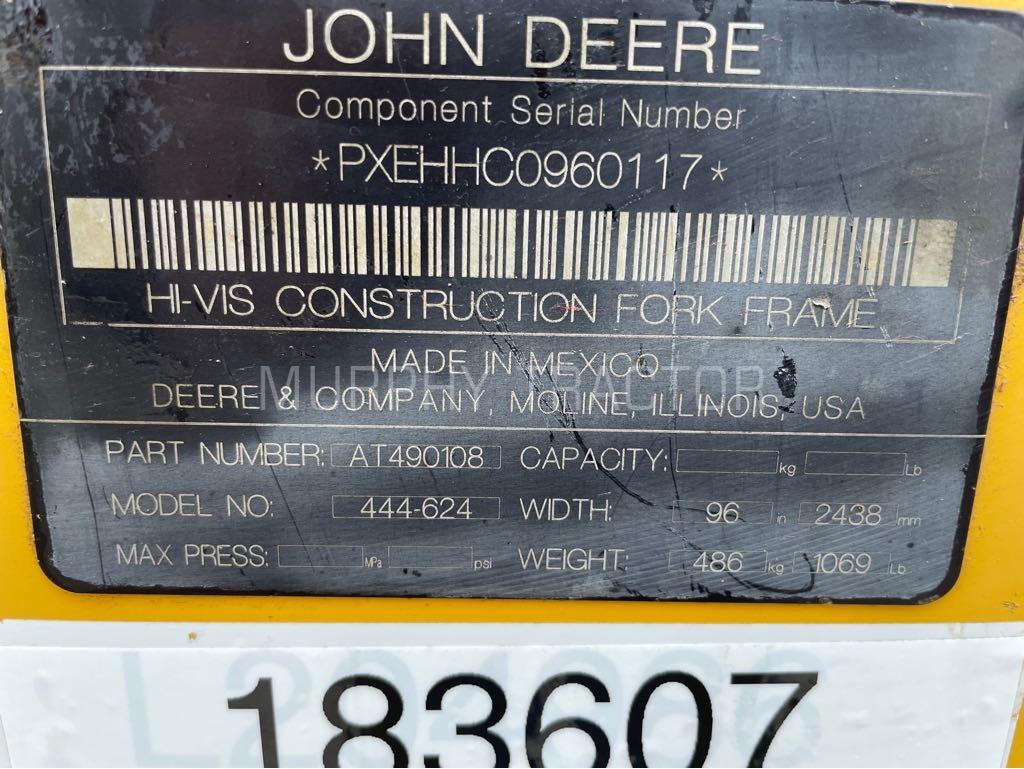 JOHN DEERE
Component Serial Number
*PXEHHC0960117*
HI-VIS CONSTRUCTION FORK FRAME
MADE IN MEXICO
MURPHY TRACTOR
DEERE & COMPANY, MOLINE, ILLINOIS, USA
PART NUMBER: AT490108 CAPACITY: kg Lb
MODEL NO: 444-624 WIDTH: 96 in 2438 mm
MAX PRESS: MPa psi WEIGHT: 486 kg 1069 Lb
183607